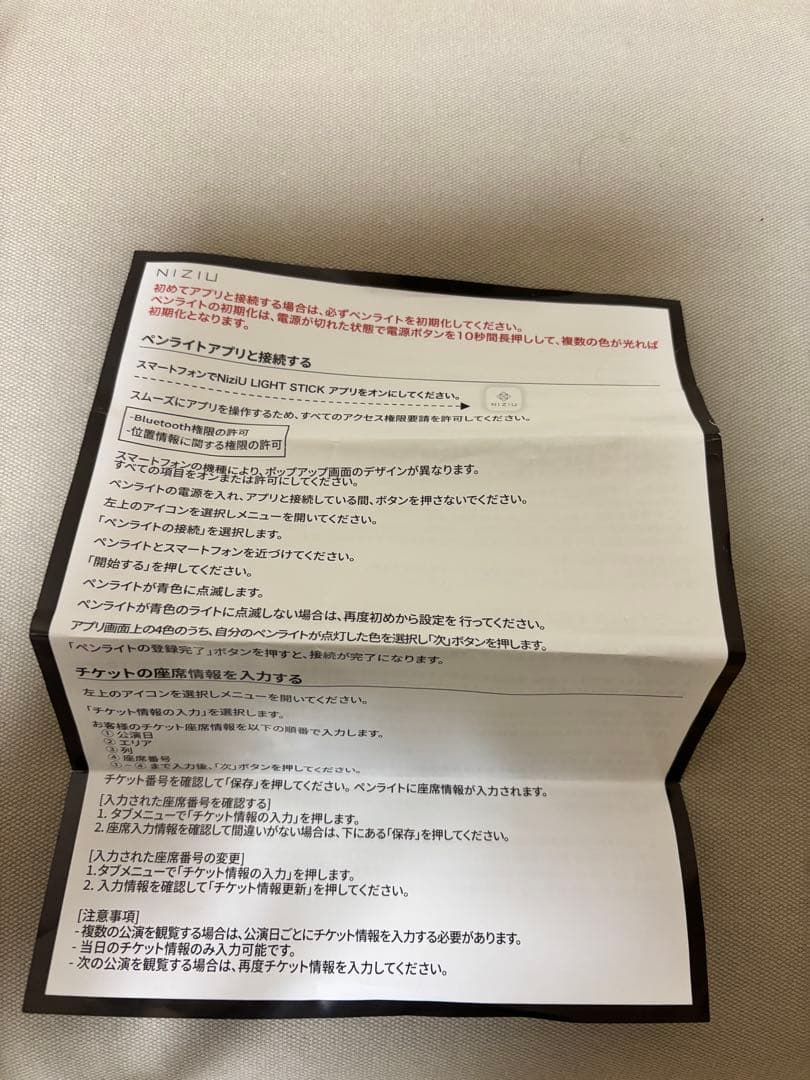 NIZIU
初めてアプリと接続する場合は、必ずペンライトを初期化してください。
ペンライトの初期化は、電源が切れた状態で電源ボタンを10秒間長押しして、複数の色が光れば
初期化となります。
ペンライトアプリと接続する
スマートフォンでNiziU LIGHT STICK アプリをオンにしてください。
NIZIU
スムーズにアプリを操作するため、すべてのアクセス権限要請を許可してください。
-Bluetooth権限の許可
-位置情報に関する権限の許可
スマートフォンの機種により、ポップアップ画面のデザインが異なります。
すべての項目をオンまたは許可にしてください。
ペンライトの電源を入れ、アプリと接続している間、ボタンを押さないでください。
左上のアイコンを選択しメニューを開いてください。
「ペンライトの接続」を選択します。
ペンライトとスマートフォンを近づけてください。
「開始する」を押してください。
ペンライトが青色に点滅します。
ペンライトが青色のライトに点滅しない場合は、再度初めから設定を 行ってください。
アプリ画面上の4色のうち、自分のペンライトが点灯した色を選択し「次」ボタンを押します。
「ペンライトの登録完了」ボタンを押すと、接続が完了になります。
チケットの座席情報を入力する
左上のアイコンを選択しメニューを開いてください。
「チケット情報の入力」を選択します。
お客様のチケット座席情報を以下の順番で入力します。
① 公演日
② エリア
③ 列
④ 座席番号
①~④ まで入力後、「次」ボタンを押してください。
チケット番号を確認して「保存」を押してください。ペンライトに座席情報が入力されます。
[入力された座席番号を確認する]
1. タブメニューで「チケット情報の入力」を押します。
2. 座席入力情報を確認して間違いがない場合は、下にある「保存」を押してください。
[入力された座席番号の変更]
1.タブメニューで「チケット情報の入力」を押します。
2. 入力情報を確認して「チケット情報更新」を押してください。
[注意事項]
- 複数の公演を観覧する場合は、公演日ごとにチケット情報を入力する必要があります。
- 当日のチケット情報のみ入力可能です。
- 次の公演を観覧する場合は、再度チケット情報を入力してください。